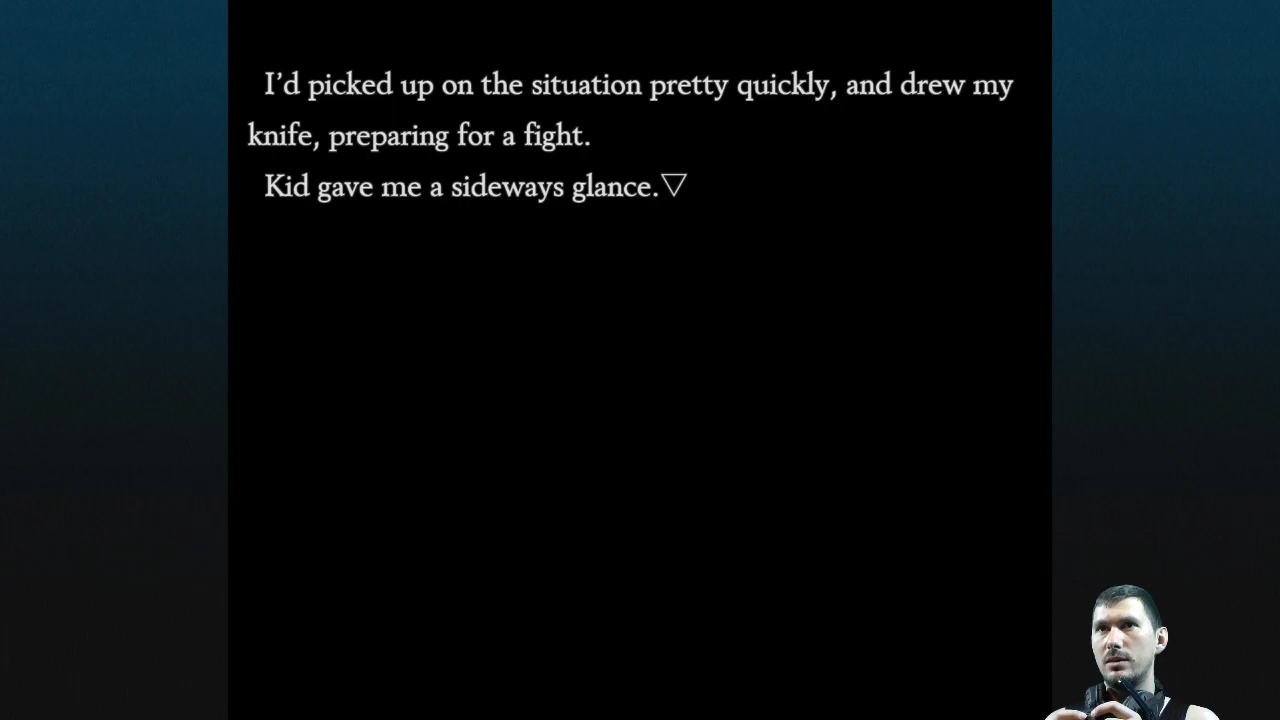 I’d picked up on the situation pretty quickly, and drew my
knife, preparing for a fight.
Kid gave me a sideways glance.▽